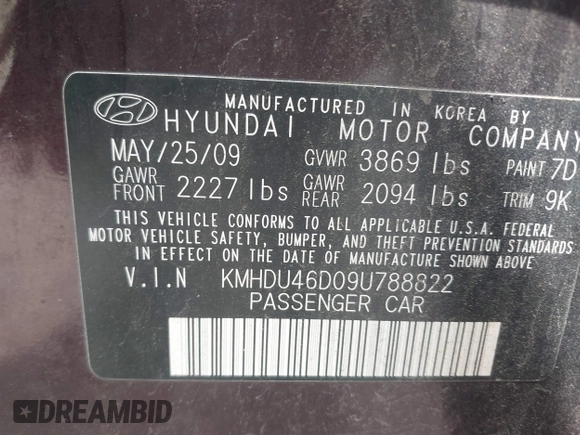 MANUFACTURED IN KOREA BY
HYUNDAI MOTOR COMPANY
MAY/25/09 GVWR 3869 lbs PAINT 7D
GAWR FRONT 2227 lbs GAWR REAR 2094 lbs TRIM 9K
THIS VEHICLE CONFORMS TO ALL APPLICABLE U.S.A. FEDERAL
MOTOR VEHICLE SAFETY, BUMPER, AND THEFT PREVENTION STANDARDS
IN EFFECT ON THE DATE OF MANUFACTURE SHOWN ABOVE
V.I.N KMHDU46D09U788822
PASSENGER CAR
DREAMBID